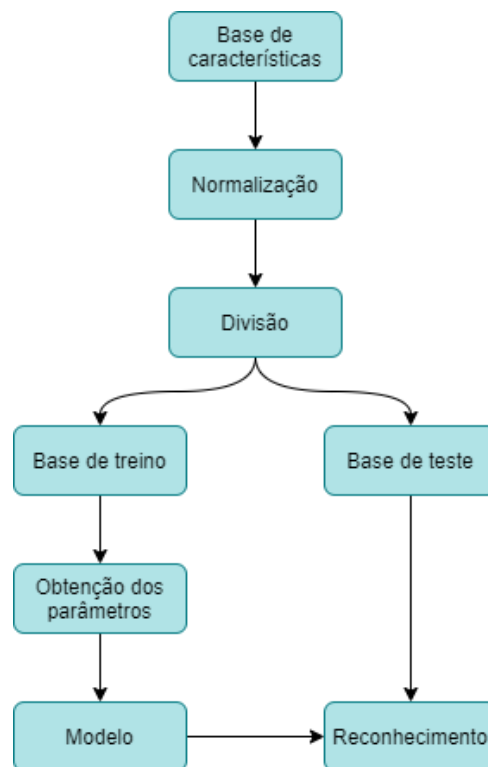 Base de
características
Normalização
Divisão
Base de treino
Base de teste
Obtenção dos
parâmetros
Modelo
Reconhecimento